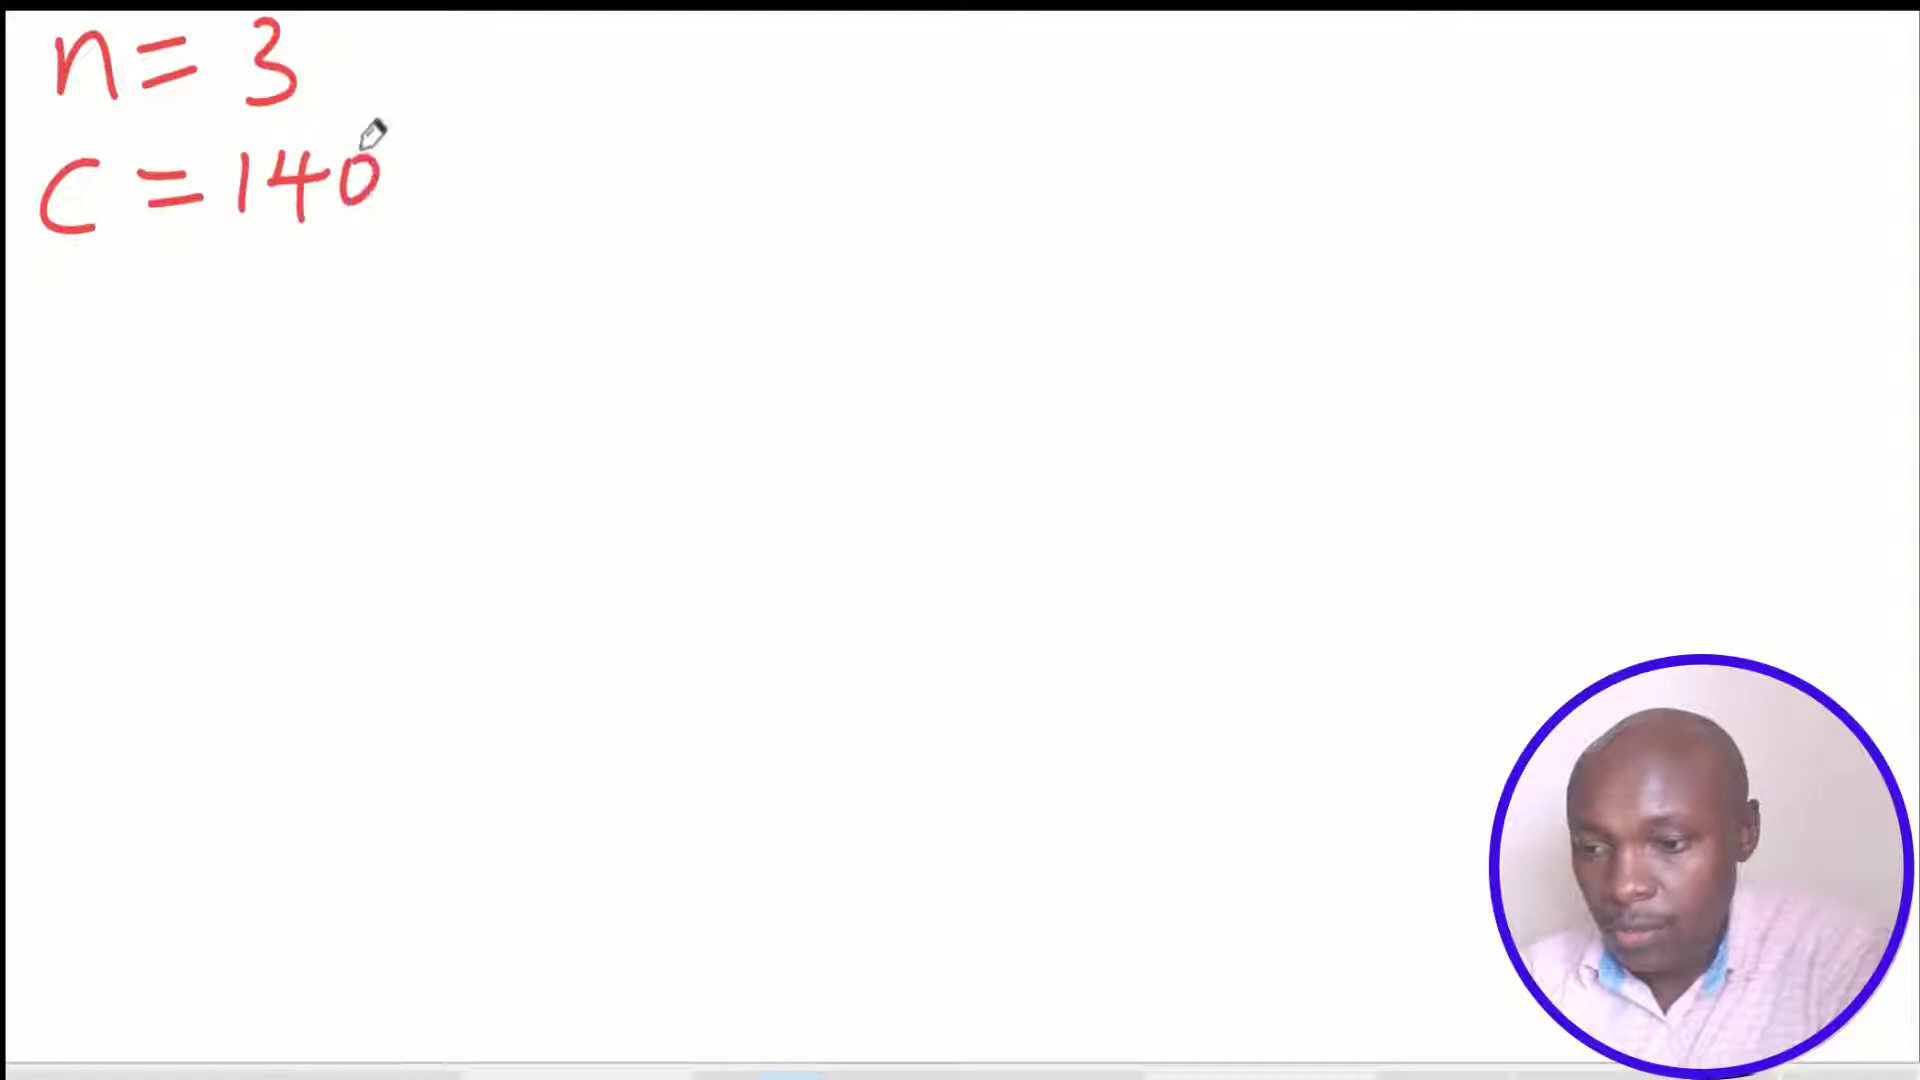 n = 3
c = 140